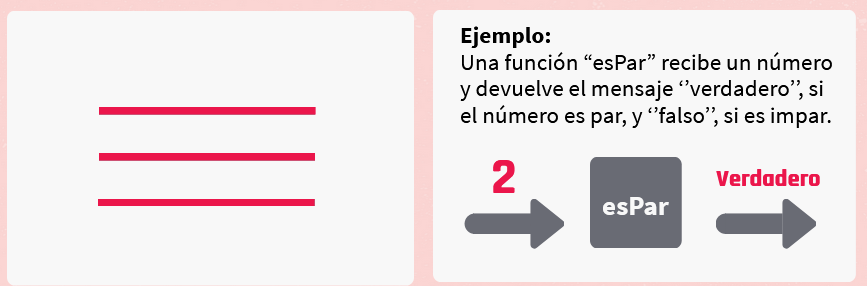 Ejemplo:
Una función “esPar” recibe un número
y devuelve el mensaje ‘’verdadero’’, si
el número es par, y ‘’falso’’, si es impar.
2
esPar
Verdadero